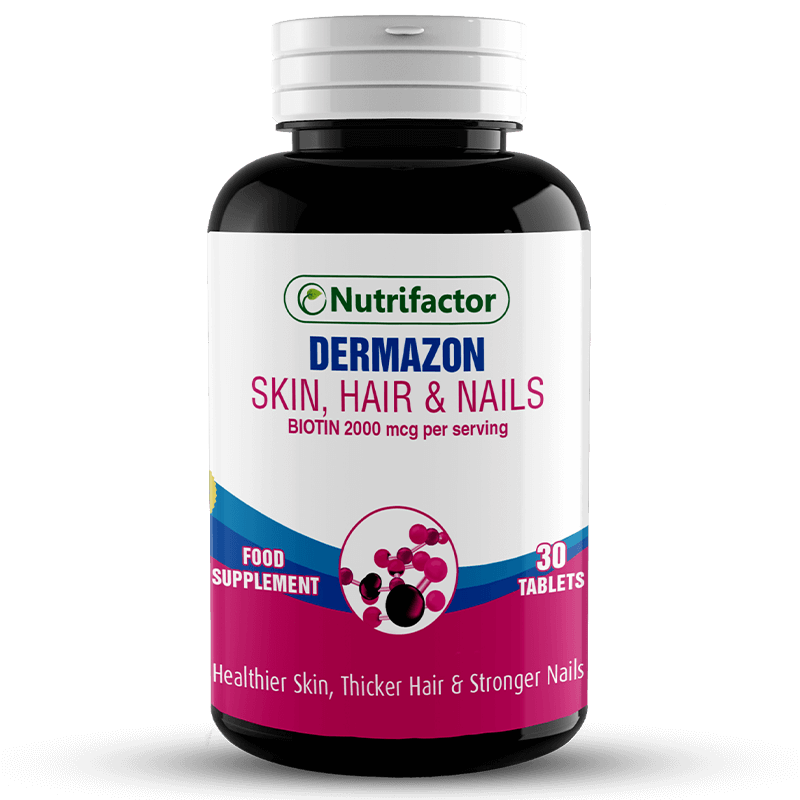 Nutrifactor
DERMAZON
SKIN, HAIR & NAILS
BIOTIN 2000 mcg per serving
FOOD
SUPPLEMENT
30
TABLETS
Healthier Skin, Thicker Hair & Stronger Nails